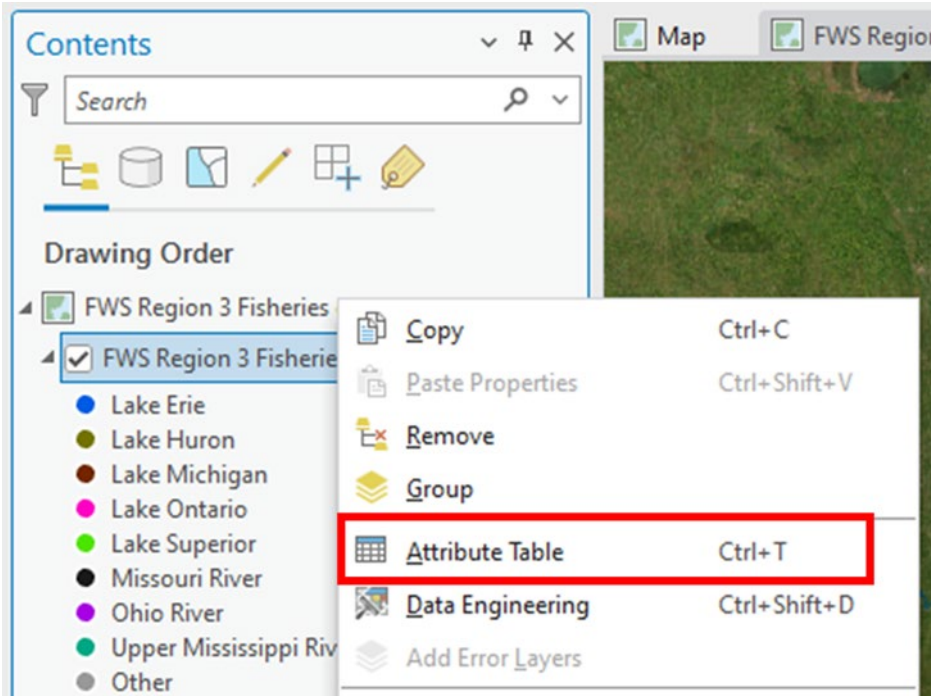 Contents
Map
FWS Region
Search
Drawing Order
FWS Region 3 Fisheries
FWS Region 3 Fisherie
Lake Erie
Lake Huron
Lake Michigan
Lake Ontario
Lake Superior
Missouri River
Ohio River
Upper Mississippi Riv
Other
Copy Ctrl+C
Paste Properties Ctrl+Shift+V
Remove
Group
Attribute Table Ctrl+T
Data Engineering Ctrl+Shift+D
Add Error Layers